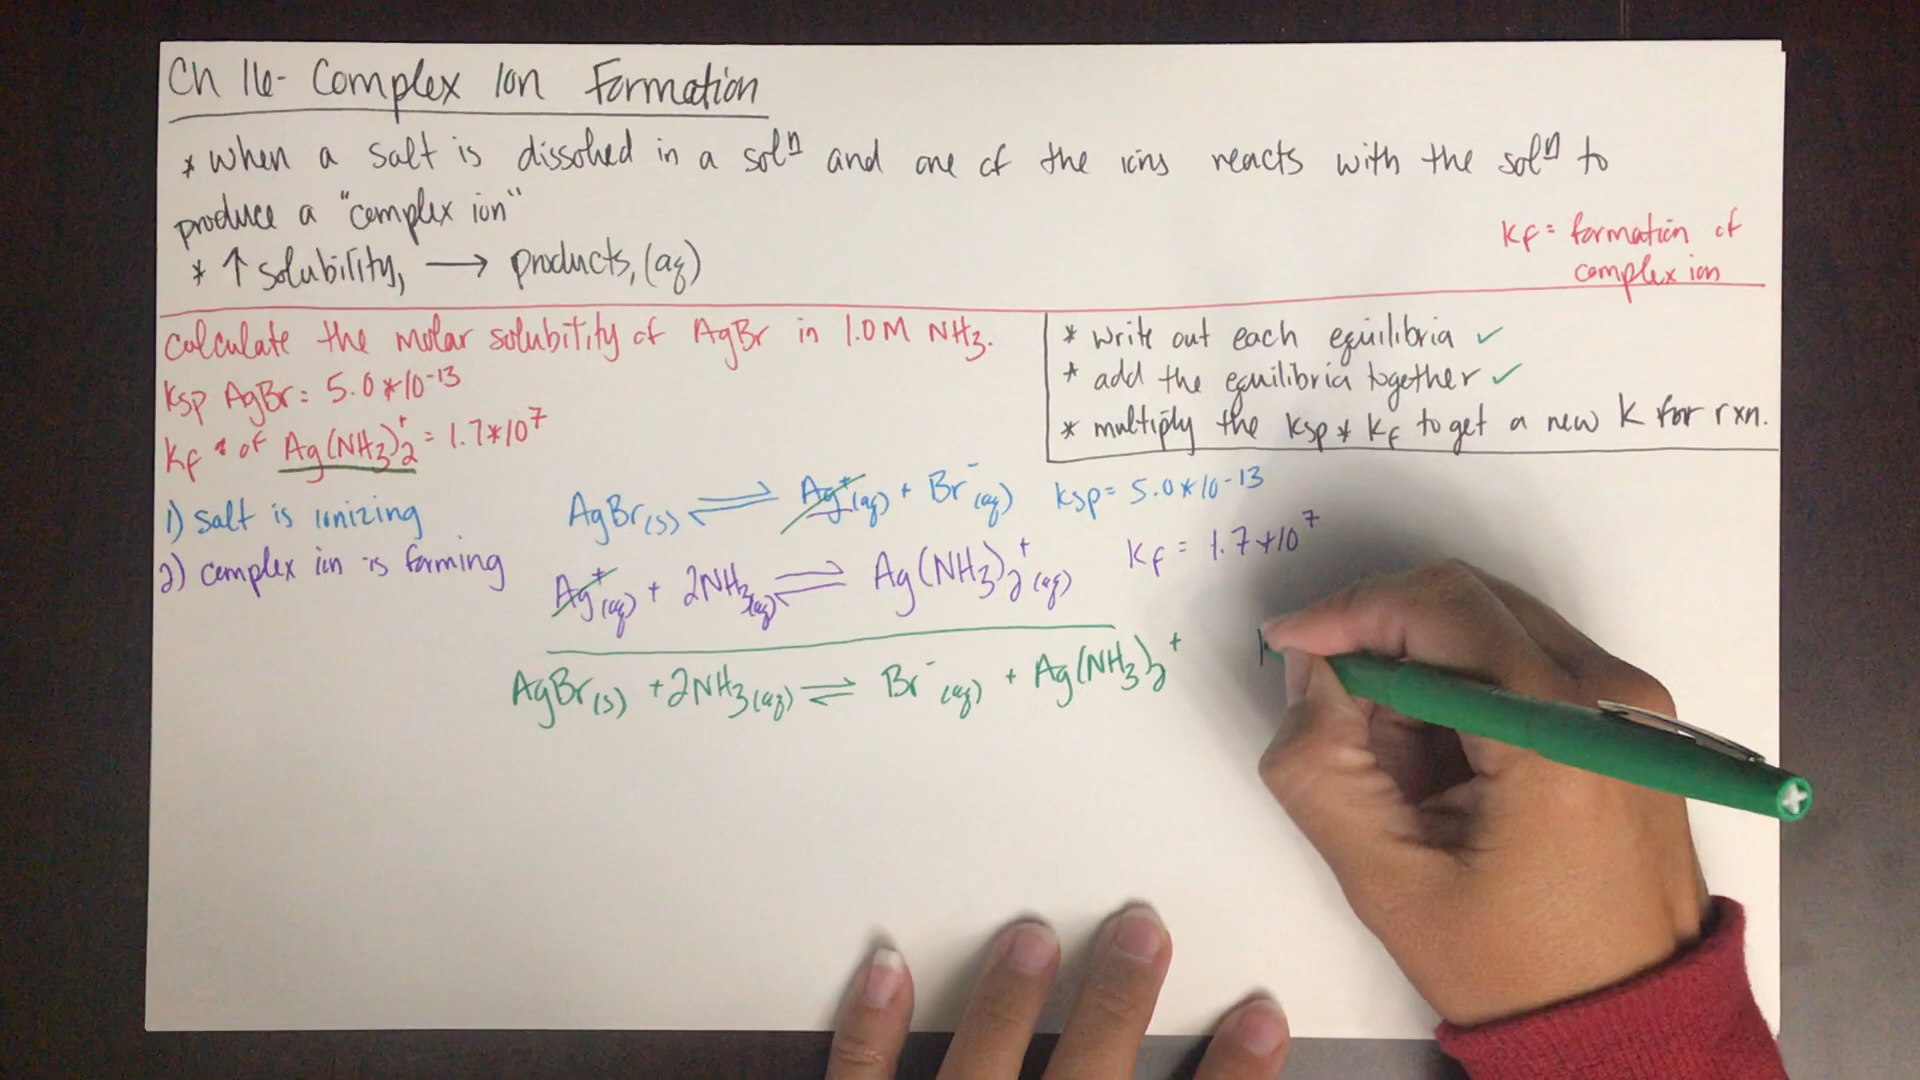 Ch 16- Complex Ion Formation
* When a salt is dissolved in a solⁿ and one of the ions reacts with the solⁿ to
produce a "complex ion"
* ↑ solubility, → products, (aq)
Kf = formation of
complex ion
Calculate the molar solubility of AgBr in 1.0M NH₃.
Ksp AgBr = 5.0*10⁻¹³
Kf of Ag(NH₃)₂⁺ = 1.7*10⁷
* Write out each equilibria ✓
* add the equilibria together ✓
* multiply the Ksp * Kf to get a new K for rxn.
1) Salt is ionizing
AgBr(s) ⇌ Ag⁺(aq) + Br⁻(aq) Ksp = 5.0*10⁻¹³
2) complex ion is forming
Ag⁺(aq) + 2NH₃(aq) ⇌ Ag(NH₃)₂⁺(aq) Kf = 1.7*10⁷
AgBr(s) + 2NH₃(aq) ⇌ Br⁻(aq) + Ag(NH₃)₂⁺